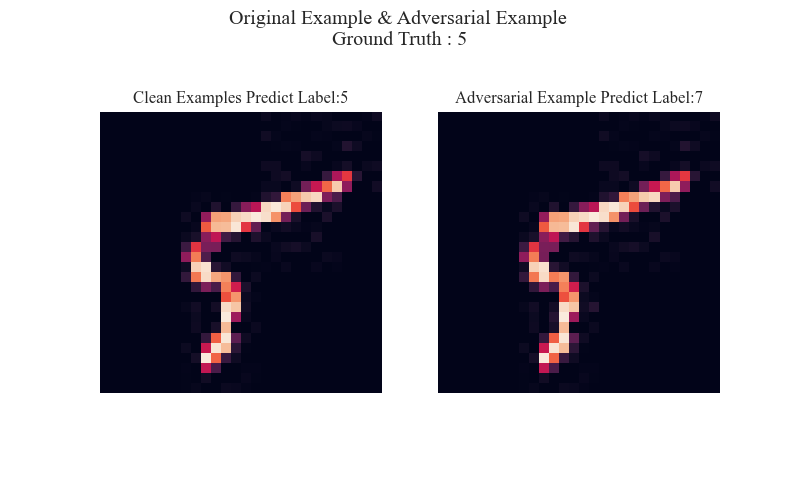 Original Example & Adversarial Example
Ground Truth : 5
Clean Examples Predict Label:5
Adversarial Example Predict Label:7